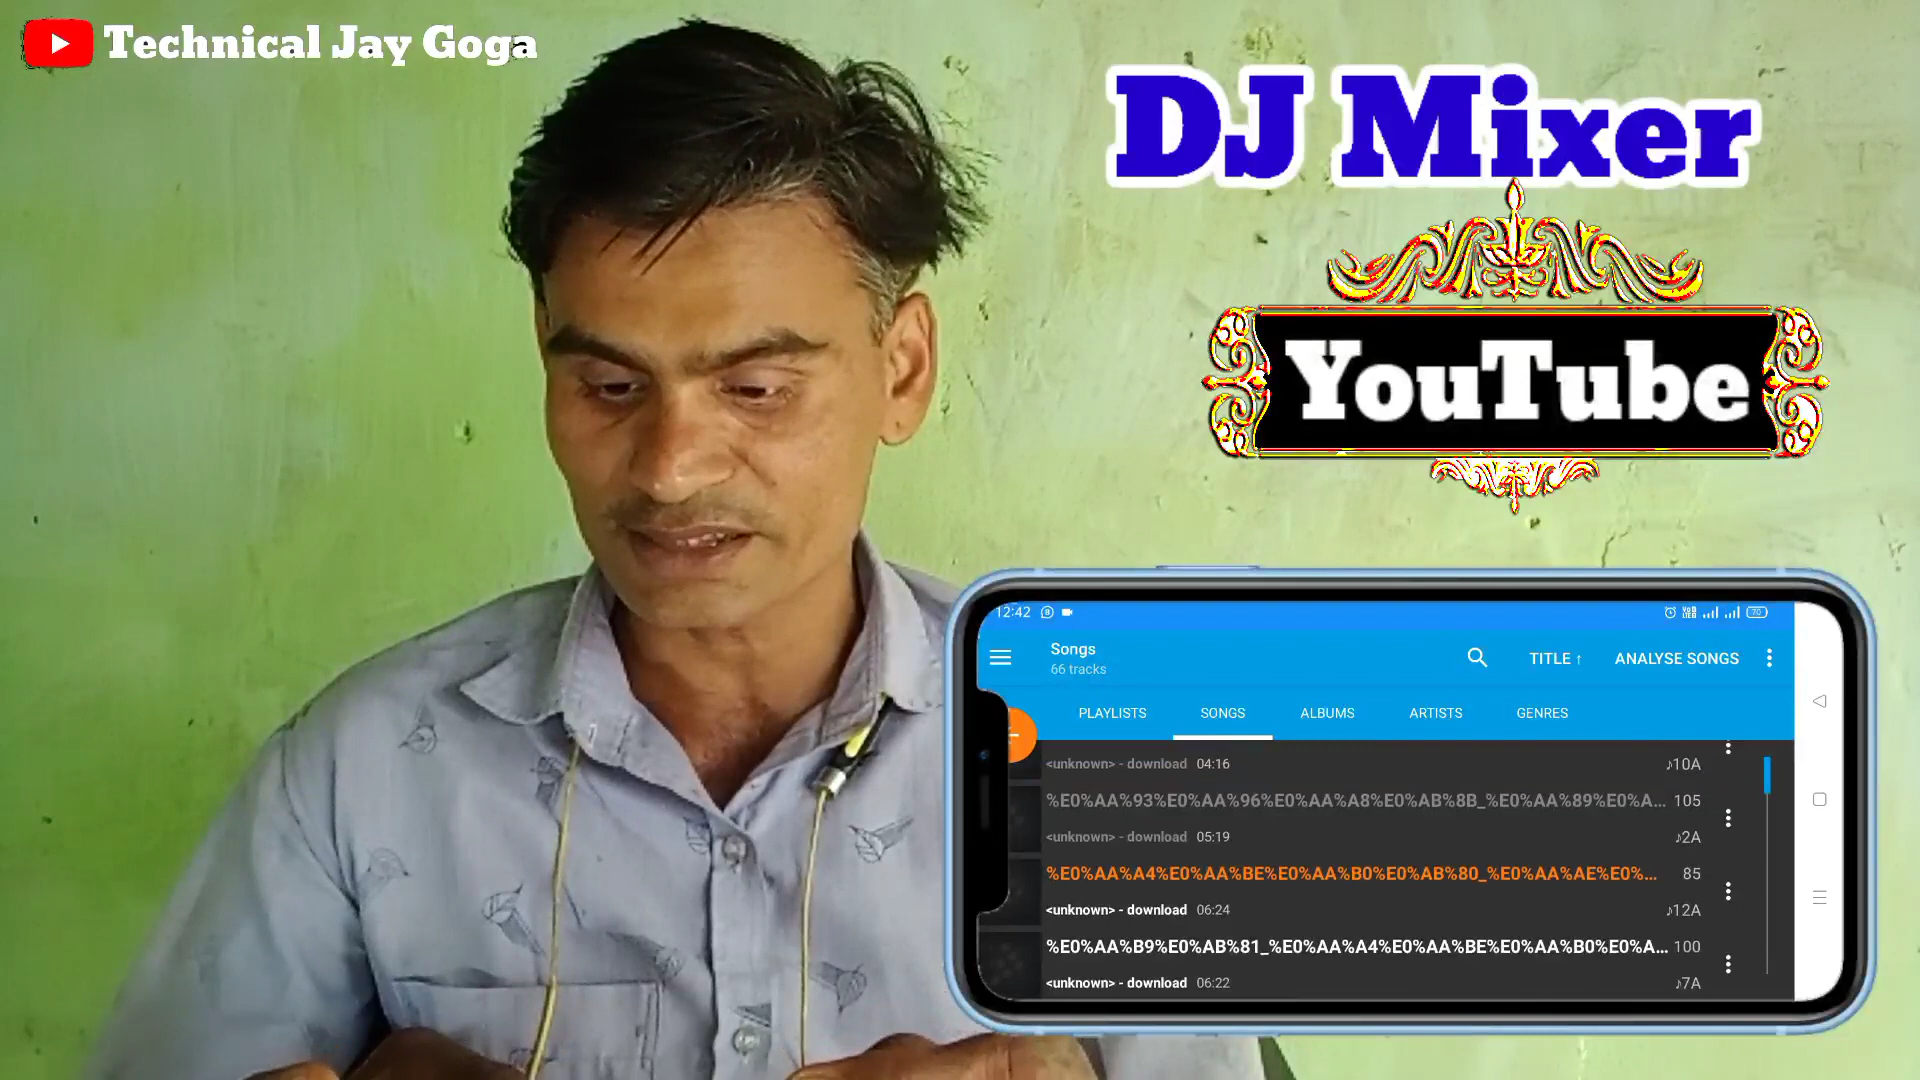 Technical Jay Goga
DJ Mixer
YouTube
12:42
70
Songs
66 tracks
TITLE ↑
ANALYSE SONGS
PLAYLISTS
SONGS
ALBUMS
ARTISTS
GENRES
<unknown> - download 04:16 ♪10A
%E0%AA%93%E0%AA%96%E0%AA%A8%E0%AB%8B_%E0%AA%89%E0%A... 105
<unknown> - download 05:19 ♪2A
%E0%AA%A4%E0%AA%BE%E0%AA%B0%E0%AB%80_%E0%AA%AE%E0%... 85
<unknown> - download 06:24 ♪12A
%E0%AA%B9%E0%AB%81_%E0%AA%A4%E0%AA%BE%E0%AA%B0%E0%A... 100
<unknown> - download 06:22 ♪7A